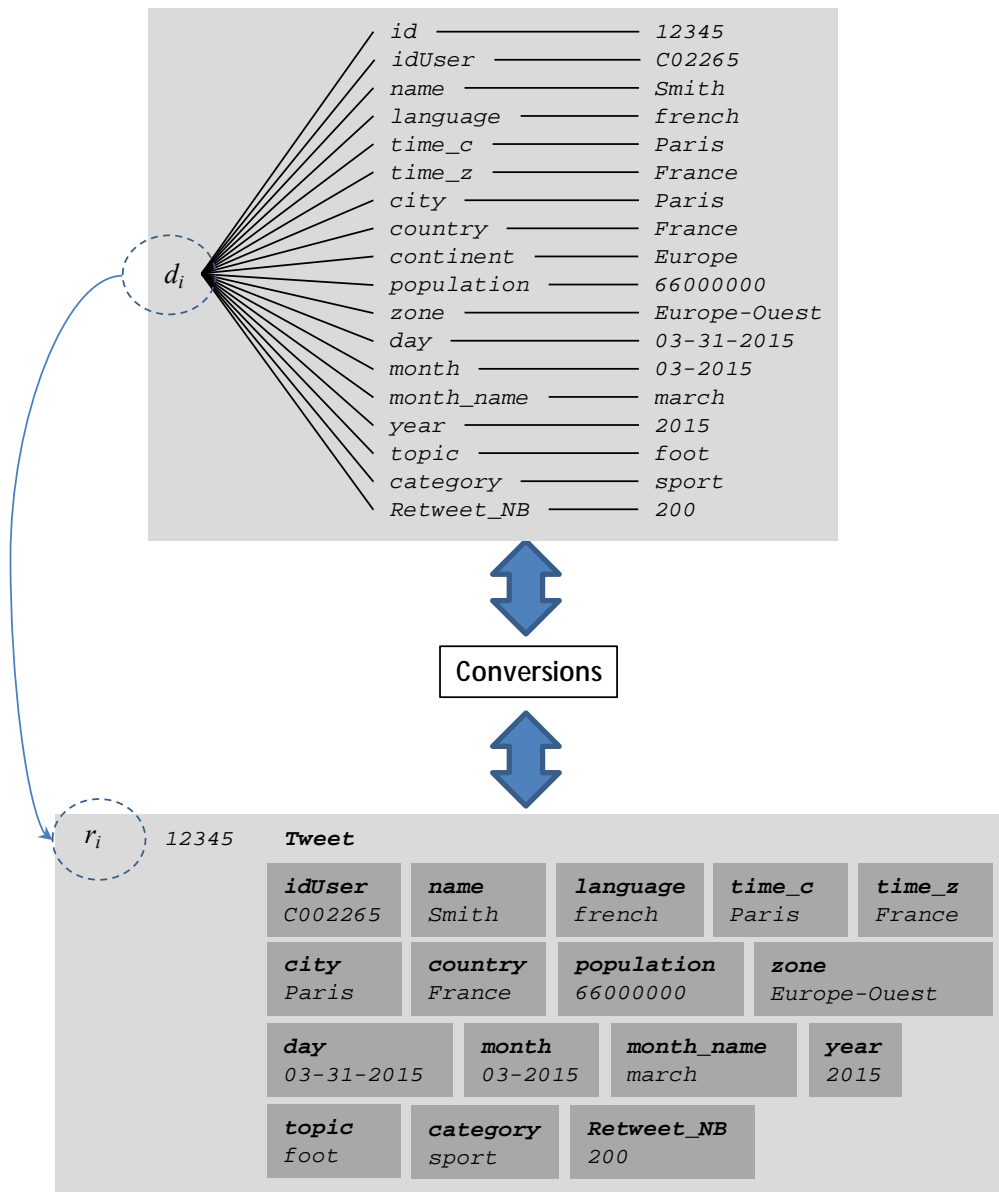 id 12345
idUser C02265
name Smith
language french
time_c Paris
time_z France
city Paris
country France
continent Europe
population 66000000
zone Europe-Ouest
day 03-31-2015
month 03-2015
month_name march
year 2015
topic foot
category sport
Retweet_NB 200
di
Conversions
ri 12345 Tweet
idUser name language time_c time_z
C002265 Smith french Paris France
city country population zone
Paris France 66000000 Europe-Ouest
day month month_name year
03-31-2015 03-2015 march 2015
topic category Retweet_NB
foot sport 200